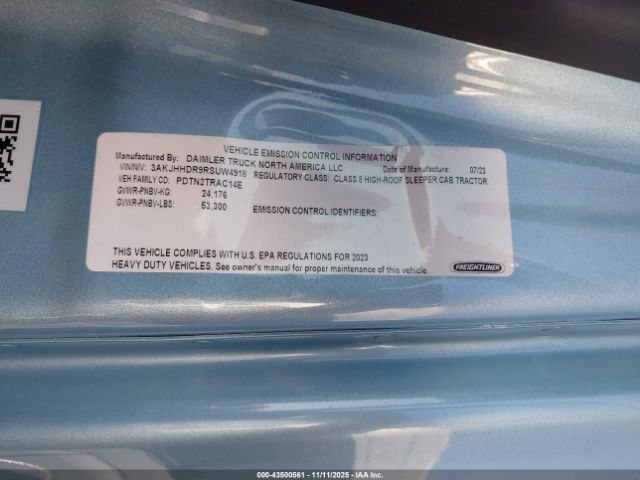 VEHICLE EMISSION CONTROL INFORMATION
Manufactured By: DAIMLER TRUCK NORTH AMERICA LLC Date of Manufacture: 07/23
VIN/NIV: 3AKJHHDR9RSUW4918 REGULATORY CLASS: CLASS 8 HIGH-ROOF SLEEPER CAB TRACTOR
VEH FAMILY CD: PDTN2TRAC14E
GVWR-PNBV-KG: 24,176
GVWR-PNBV-LBS: 53,300 EMISSION CONTROL IDENTIFIERS:
THIS VEHICLE COMPLIES WITH U.S. EPA REGULATIONS FOR 2023
HEAVY DUTY VEHICLES. See owner's manual for proper maintenance of this vehicle.
FREIGHTLINER
000-43500561 - 11/11/2025 - IAAI.COM